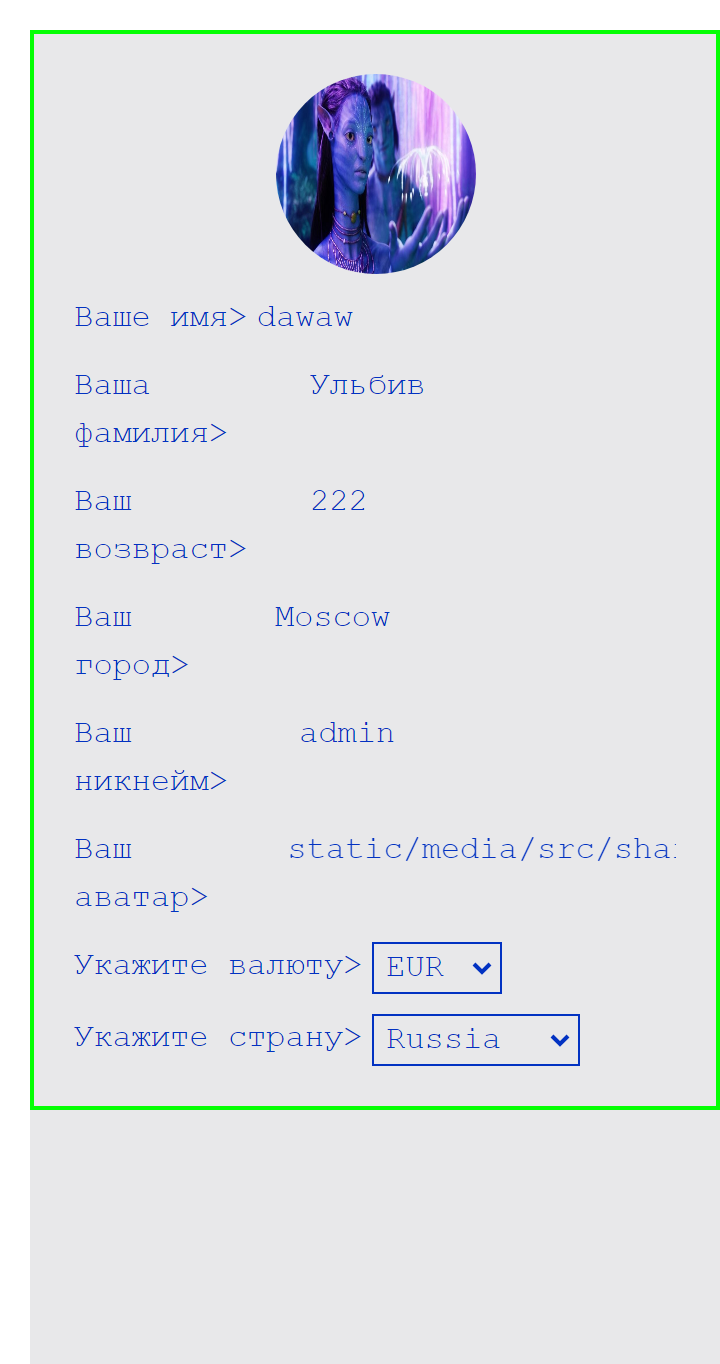 Ваше имя> dawaw
Ваша Ульбив
фамилия>
Ваш 222
возвраст>
Ваш Moscow
город>
Ваш admin
никнейм>
Ваш static/media/src/sha
аватар>
Укажите валюту> EUR
Укажите страну> Russia